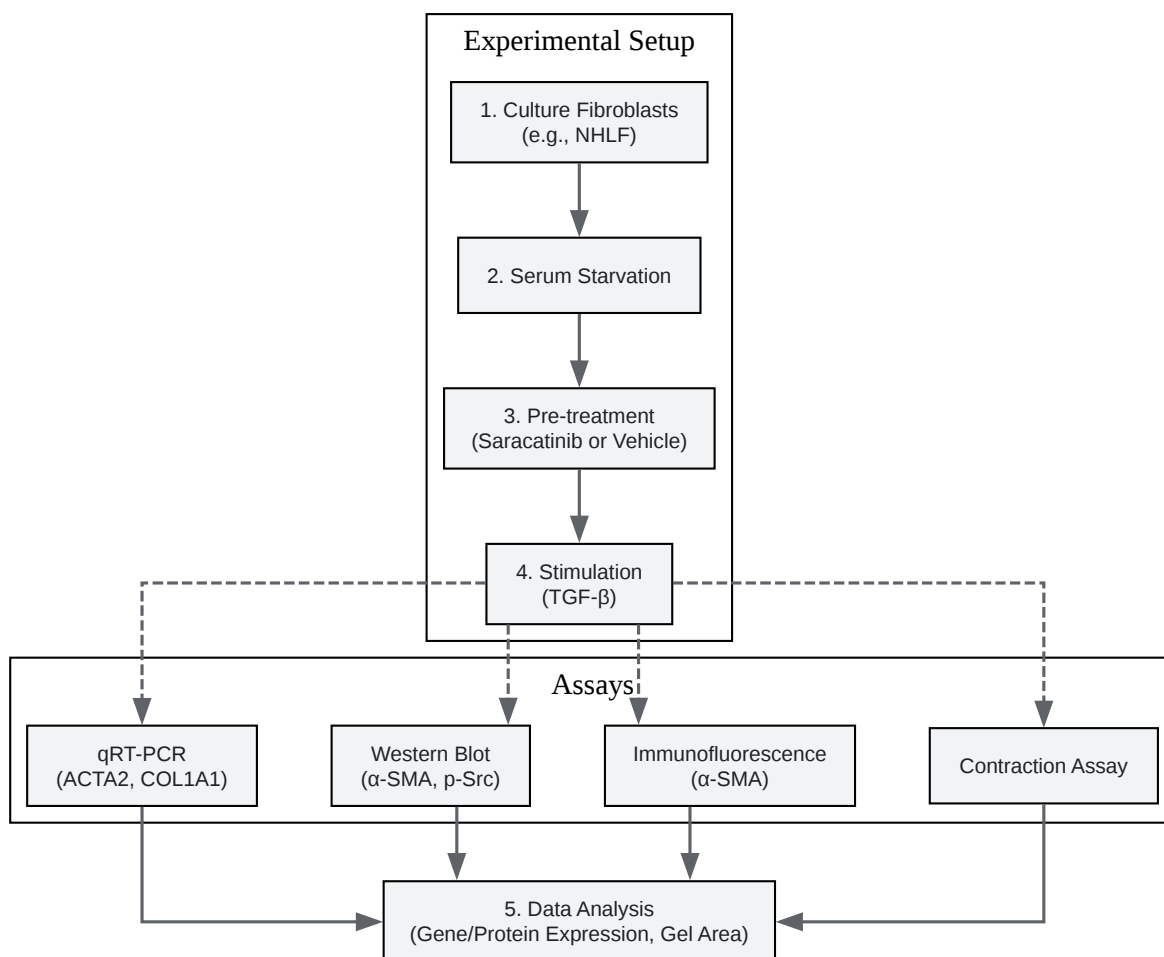 Experimental Setup
1. Culture Fibroblasts
(e.g., NHLF)
2. Serum Starvation
3. Pre-treatment
(Saracatinib or Vehicle)
4. Stimulation
(TGF-β)
Assays
qRT-PCR
(ACTA2, COL1A1)
Western Blot
(α-SMA, p-Src)
Immunofluorescence
(α-SMA)
Contraction Assay
5. Data Analysis
(Gene/Protein Expression, Gel Area)